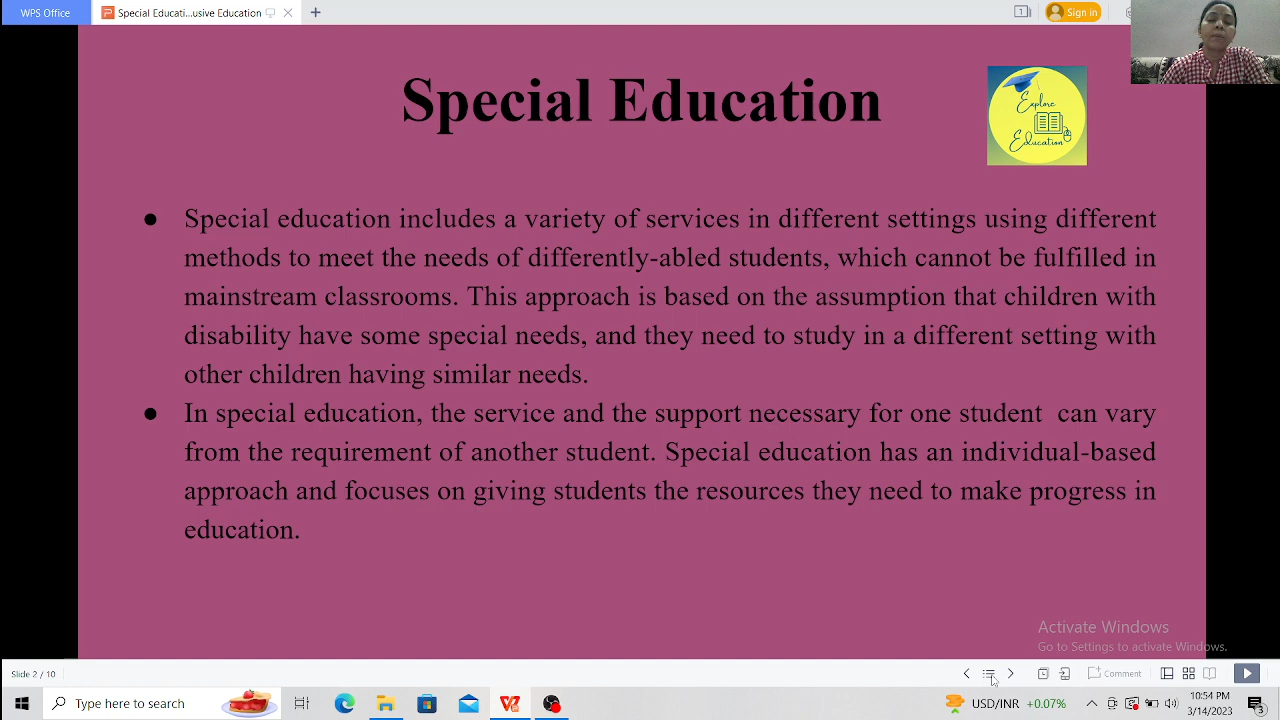 WPS Office
Special Educat...usive Education
Sign in
Special Education
Explore
Education
● Special education includes a variety of services in different settings using different
methods to meet the needs of differently-abled students, which cannot be fulfilled in
mainstream classrooms. This approach is based on the assumption that children with
disability have some special needs, and they need to study in a different setting with
other children having similar needs.
● In special education, the service and the support necessary for one student can vary
from the requirement of another student. Special education has an individual-based
approach and focuses on giving students the resources they need to make progress in
education.
Activate Windows
Go to Settings to activate Windows.
Slide 2 / 10
Comment
Type here to search
USD/INR +0.07%
10:54 PM
3/14/2023
3